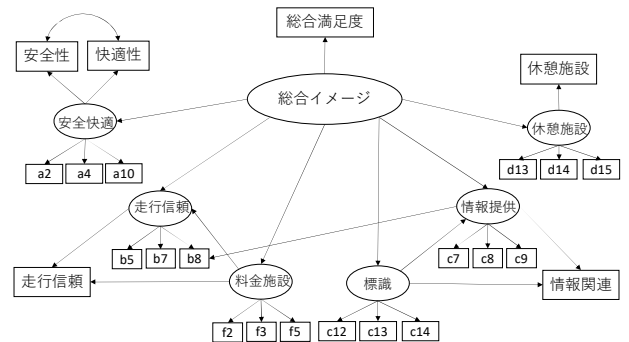 総合満足度
安全性
快適性
休憩施設
総合イメージ
安全快適
休憩施設
a2
a4
a10
d13
d14
d15
走行信頼
情報提供
b5
b7
b8
c7
c8
c9
走行信頼
料金施設
標識
情報関連
f2
f3
f5
c12
c13
c14